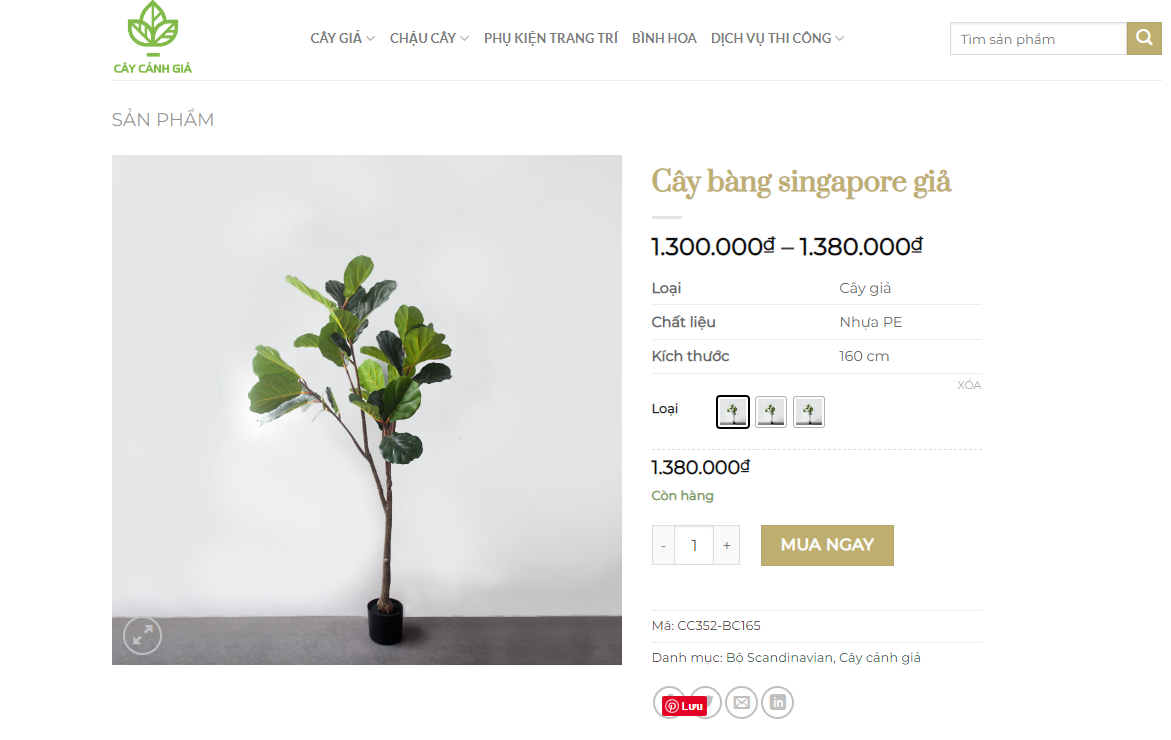 CÂY CẢNH GIẢ
CÂY GIẢ CHẬU CÂY PHỤ KIỆN TRANG TRÍ BÌNH HOA DỊCH VỤ THI CÔNG
Tìm sản phẩm
SẢN PHẨM
Cây bàng singapore giả
1.300.000₫ – 1.380.000₫
Loại Cây giả
Chất liệu Nhựa PE
Kích thước 160 cm
XÓA
Loại
1.380.000₫
Còn hàng
- 1 + MUA NGAY
Mã: CC352-BC165
Danh mục: Bộ Scandinavian, Cây cảnh giả
Lưu in